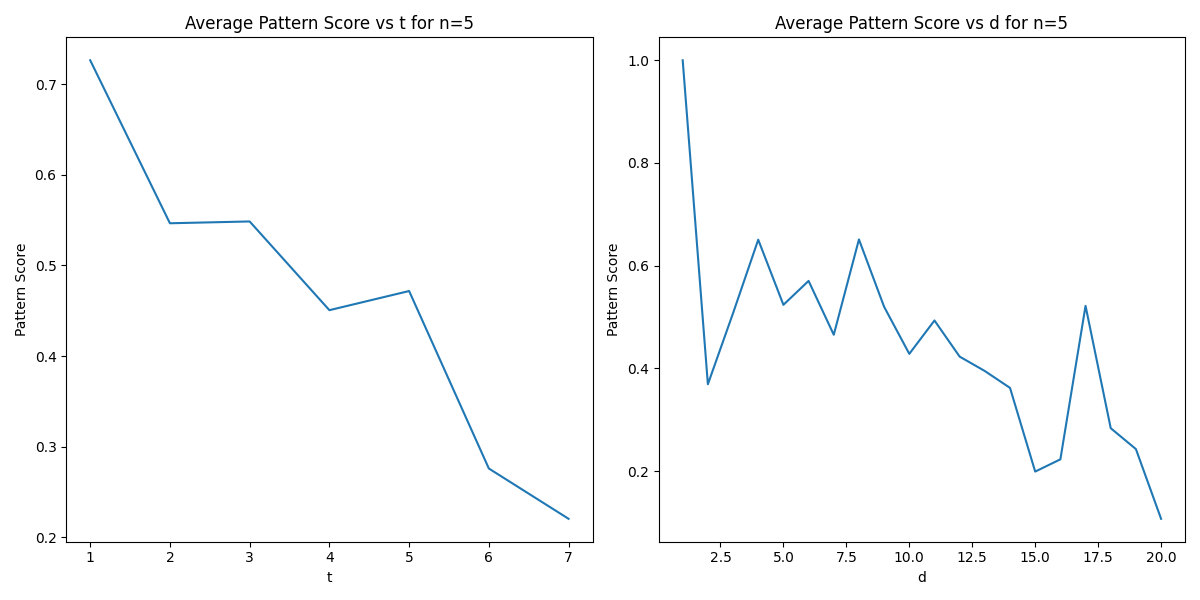 Average Pattern Score vs t for n=5
Pattern Score
0.7
0.6
0.5
0.4
0.3
0.2
1 2 3 4 5 6 7
t
Average Pattern Score vs d for n=5
Pattern Score
1.0
0.8
0.6
0.4
0.2
2.5 5.0 7.5 10.0 12.5 15.0 17.5 20.0
d